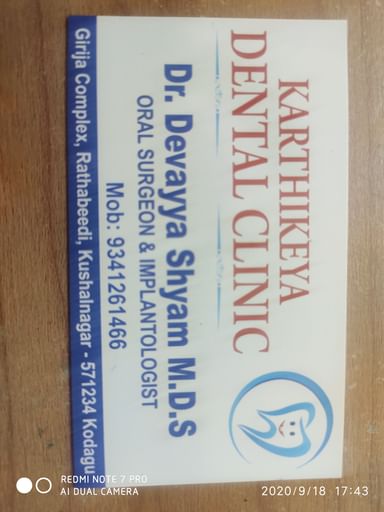 KARTHIKEYA
DENTAL CLINIC
Dr. Devayya Shyam M.D.S
ORAL SURGEON & IMPLANTOLOGIST
Mob: 9341261466
Girija Complex, Rathabeedi, Kushalnagar - 571234 Kodagu
REDMI NOTE 7 PRO
AI DUAL CAMERA
2020/9/18 17:43